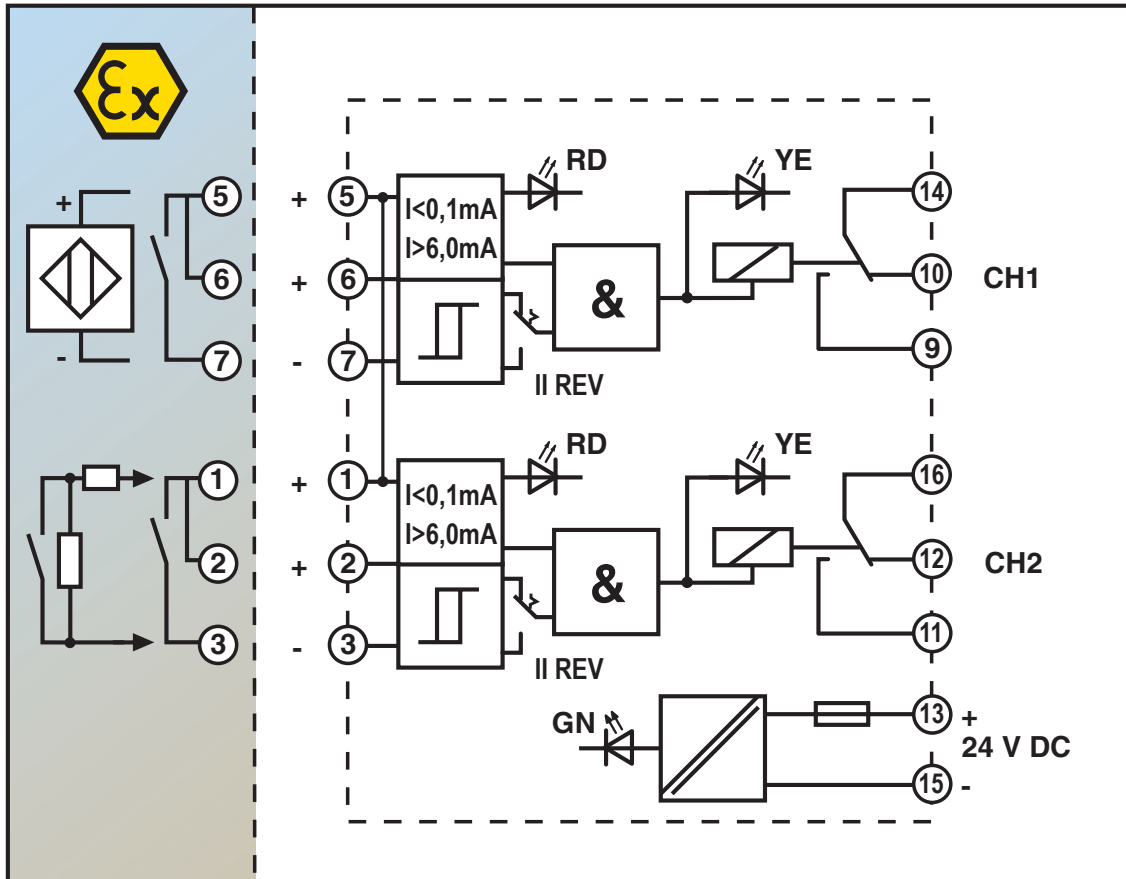 Ex
+
5
6
-
7
1
2
3
+ 5
+ 6
- 7
I<0,1mA
I>6,0mA
RD
&
II REV
YE
14
10
CH1
9
+ 1
+ 2
- 3
I<0,1mA
I>6,0mA
RD
&
II REV
YE
16
12
CH2
11
GN
13 +
24 V DC
15 -